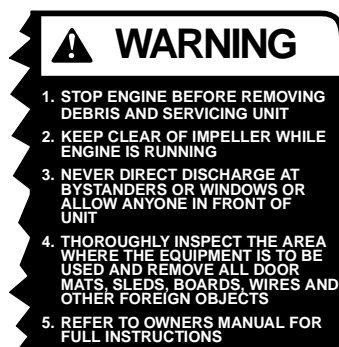 WARNING
1. STOP ENGINE BEFORE REMOVING
DEBRIS AND SERVICING UNIT
2. KEEP CLEAR OF IMPELLER WHILE
ENGINE IS RUNNING
3. NEVER DIRECT DISCHARGE AT
BYSTANDERS OR WINDOWS OR
ALLOW ANYONE IN FRONT OF
UNIT
4. THOROUGHLY INSPECT THE AREA
WHERE THE EQUIPMENT IS TO BE
USED AND REMOVE ALL DOOR
MATS, SLEDS, BOARDS, WIRES AND
OTHER FOREIGN OBJECTS
5. REFER TO OWNERS MANUAL FOR
FULL INSTRUCTIONS